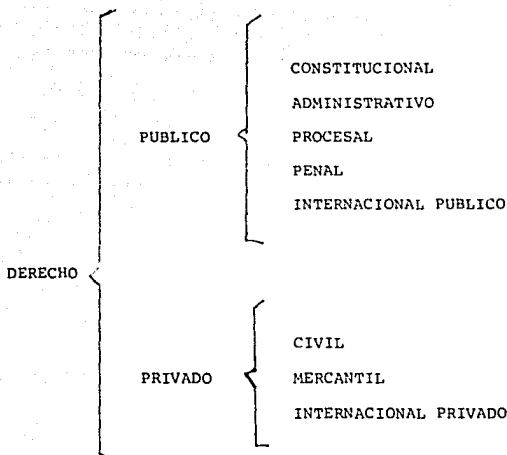 CONSTITUCIONAL
ADMINISTRATIVO
PUBLICO
PROCESAL
PENAL
INTERNACIONAL PUBLICO
DERECHO
CIVIL
PRIVADO
MERCANTIL
INTERNACIONAL PRIVADO